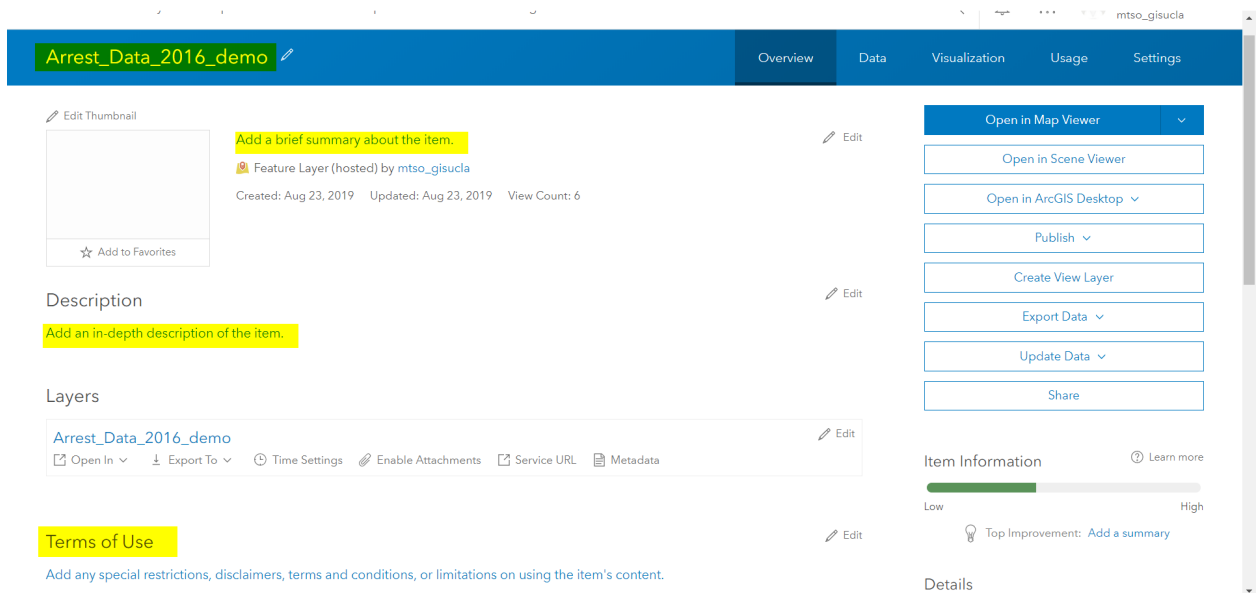 mtso_gisucla
Arrest_Data_2016_demo
Overview Data Visualization Usage Settings
Edit Thumbnail
Add a brief summary about the item.
Edit
Feature Layer (hosted) by mtso_gisucla
Created: Aug 23, 2019 Updated: Aug 23, 2019 View Count: 6
Add to Favorites
Description
Edit
Add an in-depth description of the item.
Layers
Arrest_Data_2016_demo
Edit
Open In Export To Time Settings Enable Attachments Service URL Metadata
Terms of Use
Edit
Add any special restrictions, disclaimers, terms and conditions, or limitations on using the item's content.
Open in Map Viewer
Open in Scene Viewer
Open in ArcGIS Desktop
Publish
Create View Layer
Export Data
Update Data
Share
Item Information
Learn more
Low High
Top Improvement: Add a summary
Details